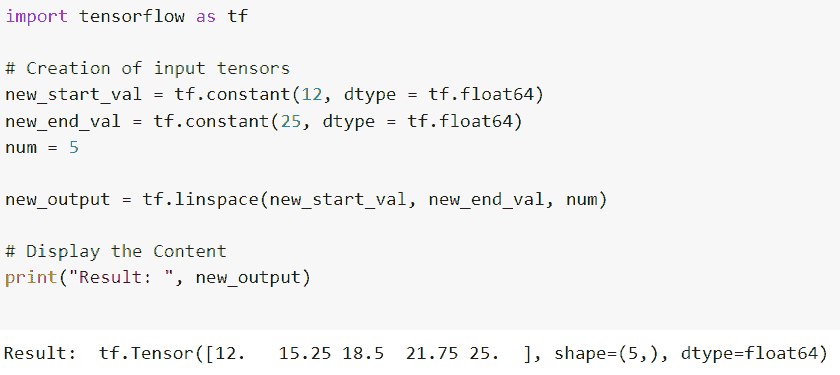 import tensorflow as tf
# Creation of input tensors
new_start_val = tf.constant(12, dtype = tf.float64)
new_end_val = tf.constant(25, dtype = tf.float64)
num = 5
new_output = tf.linspace(new_start_val, new_end_val, num)
# Display the Content
print("Result: ", new_output)
Result:  tf.Tensor([12.   15.25 18.5  21.75 25.  ], shape=(5,), dtype=float64)